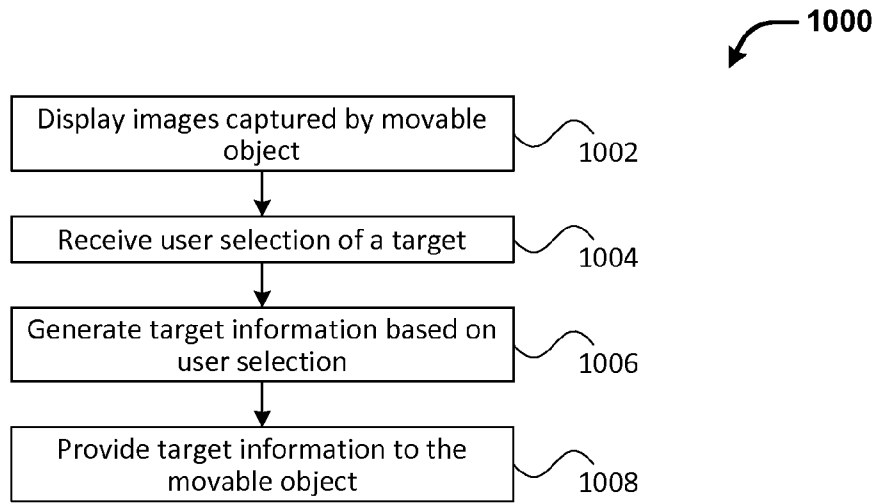 1000
Display images captured by movable
object
1002
Receive user selection of a target
1004
Generate target information based on
user selection
1006
Provide target information to the
movable object
1008